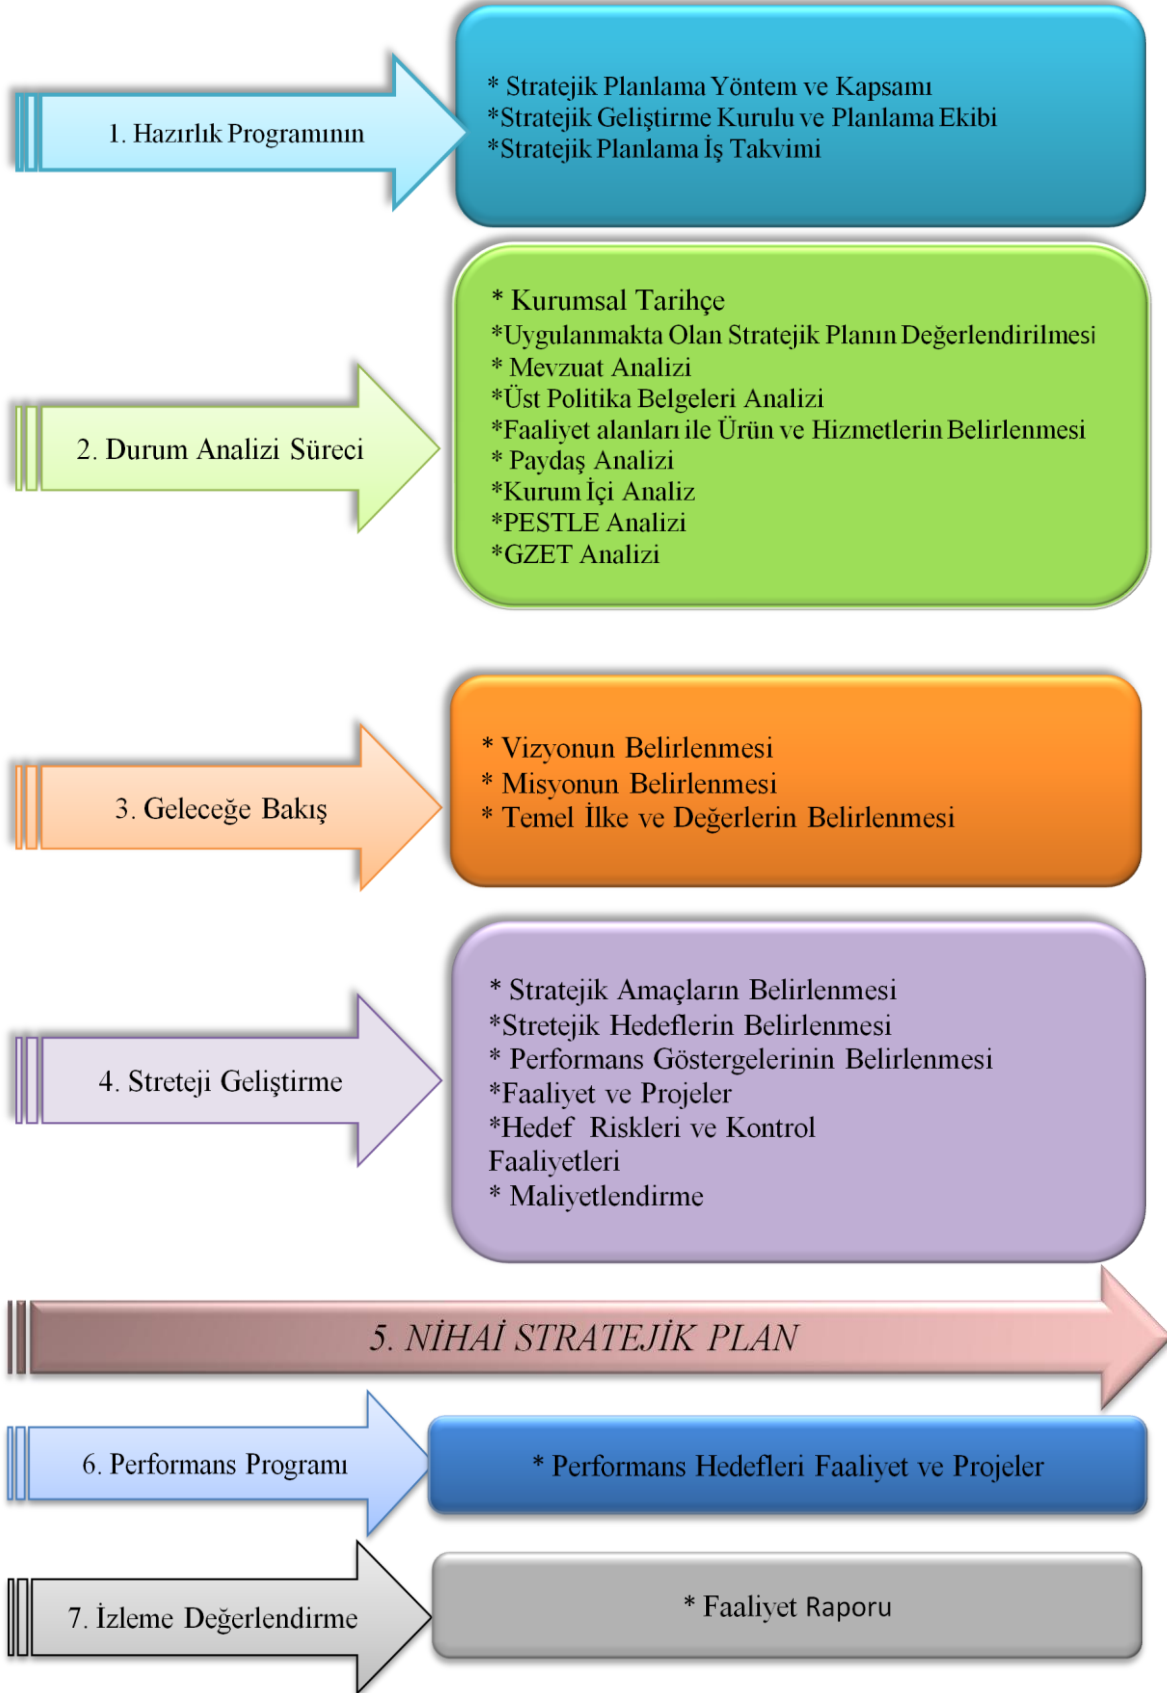 1. Hazırlık Programının
* Stratejik Planlama Yöntem ve Kapsamı
*Stratejik Geliştirme Kurulu ve Planlama Ekibi
*Stratejik Planlama İş Takvimi
2. Durum Analizi Süreci
* Kurumsal Tarihçe
*Uygulanmakta Olan Stratejik Planın Değerlendirilmesi
* Mevzuat Analizi
*Üst Politika Belgeleri Analizi
*Faaliyet alanları ile Ürün ve Hizmetlerin Belirlenmesi
* Paydaş Analizi
*Kurum İçi Analiz
*PESTLE Analizi
*GZET Analizi
3. Geleceğe Bakış
* Vizyonun Belirlenmesi
* Misyonun Belirlenmesi
* Temel İlke ve Değerlerin Belirlenmesi
4. Streteji Geliştirme
* Stratejik Amaçların Belirlenmesi
*Stretejik Hedeflerin Belirlenmesi
* Performans Göstergelerinin Belirlenmesi
*Faaliyet ve Projeler
*Hedef Riskleri ve Kontrol
Faaliyetleri
* Maliyetlendirme
5. NİHAİ STRATEJİK PLAN
6. Performans Programı
* Performans Hedefleri Faaliyet ve Projeler
7. İzleme Değerlendirme
* Faaliyet Raporu